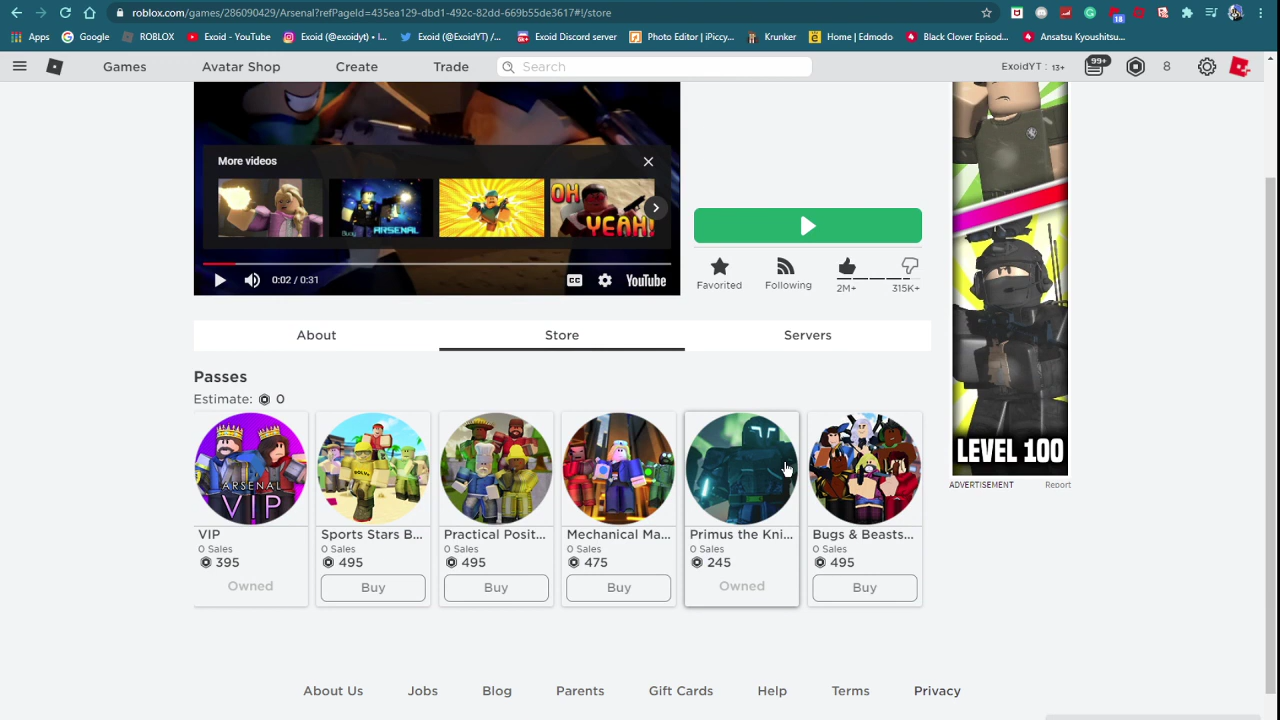 roblox.com/games/286090429/Arsenal?refPageId=435ea129-dbd1-492c-82dd-669b55de3617#!/store
18
Apps Google ROBLOX Exoid - YouTube Exoid (@exoidyt) • I... Exoid (@ExoidYT) /... Exoid Discord server Photo Editor | iPiccy... Krunker Home | Edmodo Black Clover Episod... Ansatsu Kyoushitsu...
Games Avatar Shop Create Trade Search ExoidYT : 13+ 99+ 8
More videos
Buoy ARSENAL
OH YEAH!
0:02 / 0:31 CC YouTube
Favorited Following 2M+ 315K+
About Store Servers
Passes
Estimate: 0
ARSENAL
VIP
VIP Sports Stars B... Practical Posit... Mechanical Ma... Primus the Kni... Bugs & Beasts...
0 Sales 0 Sales 0 Sales 0 Sales 0 Sales 0 Sales
395 495 495 475 245 495
Owned Buy Buy Buy Owned Buy
LEVEL 100
ADVERTISEMENT Report
About Us Jobs Blog Parents Gift Cards Help Terms Privacy